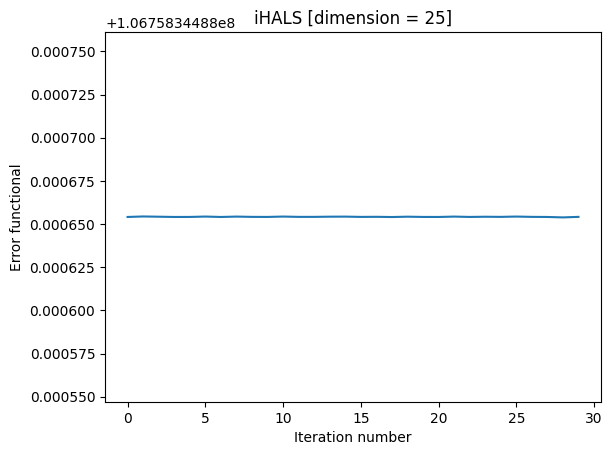 iHALS [dimension = 25]
+1.0675834488e8
0.000750
0.000725
0.000700
0.000675
0.000650
0.000625
0.000600
0.000575
0.000550
Error functional
0 5 10 15 20 25 30
Iteration number